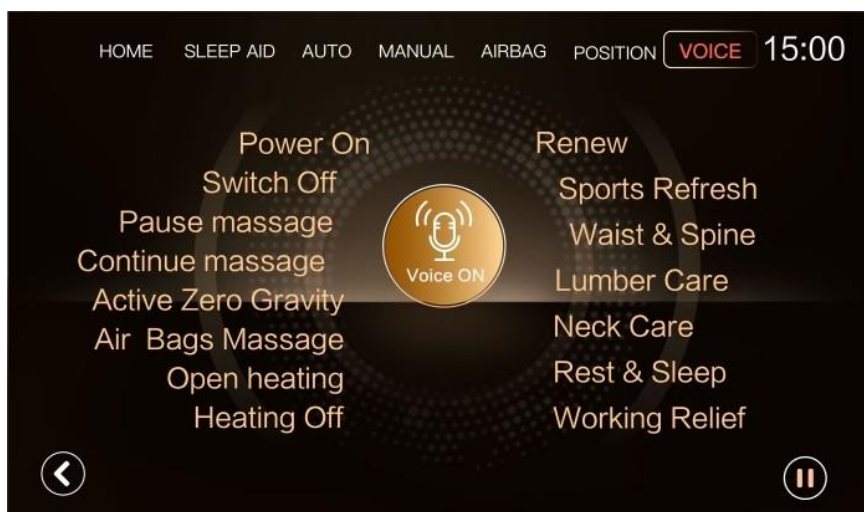 HOME SLEEP AID AUTO MANUAL AIRBAG POSITION VOICE 15:00
Power On
Switch Off
Pause massage
Continue massage
Active Zero Gravity
Air Bags Massage
Open heating
Heating Off
Voice ON
Renew
Sports Refresh
Waist & Spine
Lumber Care
Neck Care
Rest & Sleep
Working Relief